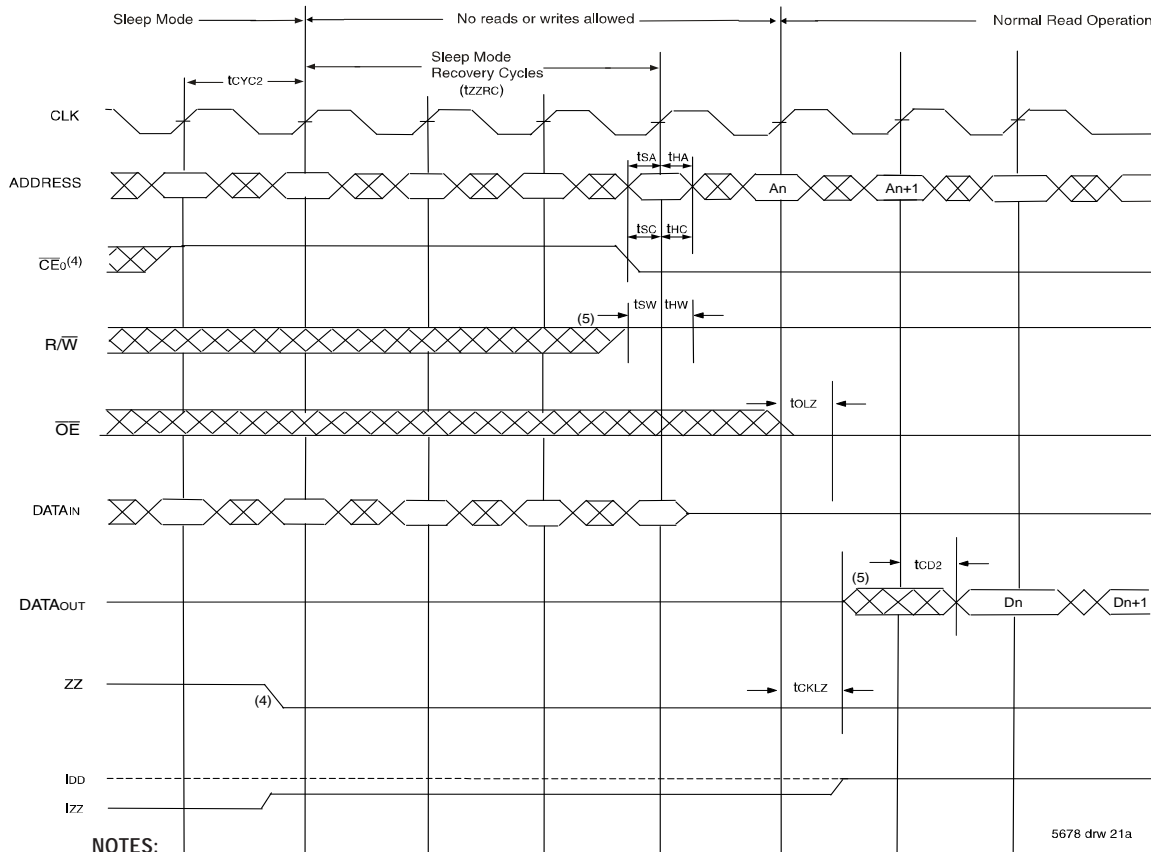 Sleep Mode No reads or writes allowed Normal Read Operation
Sleep Mode
Recovery Cycles
(tZZRC)
tCYC2
CLK
tSA tHA
ADDRESS
An An+1
tSC tHC
CE0(4)
tSW tHW
(5)
R/W
tOLZ
OE
DATAIN
(5) tCD2
DATAOUT
Dn Dn+1
ZZ
(4)
tCKLZ
IDD
IZZ
5678 drw 21a
NOTES: